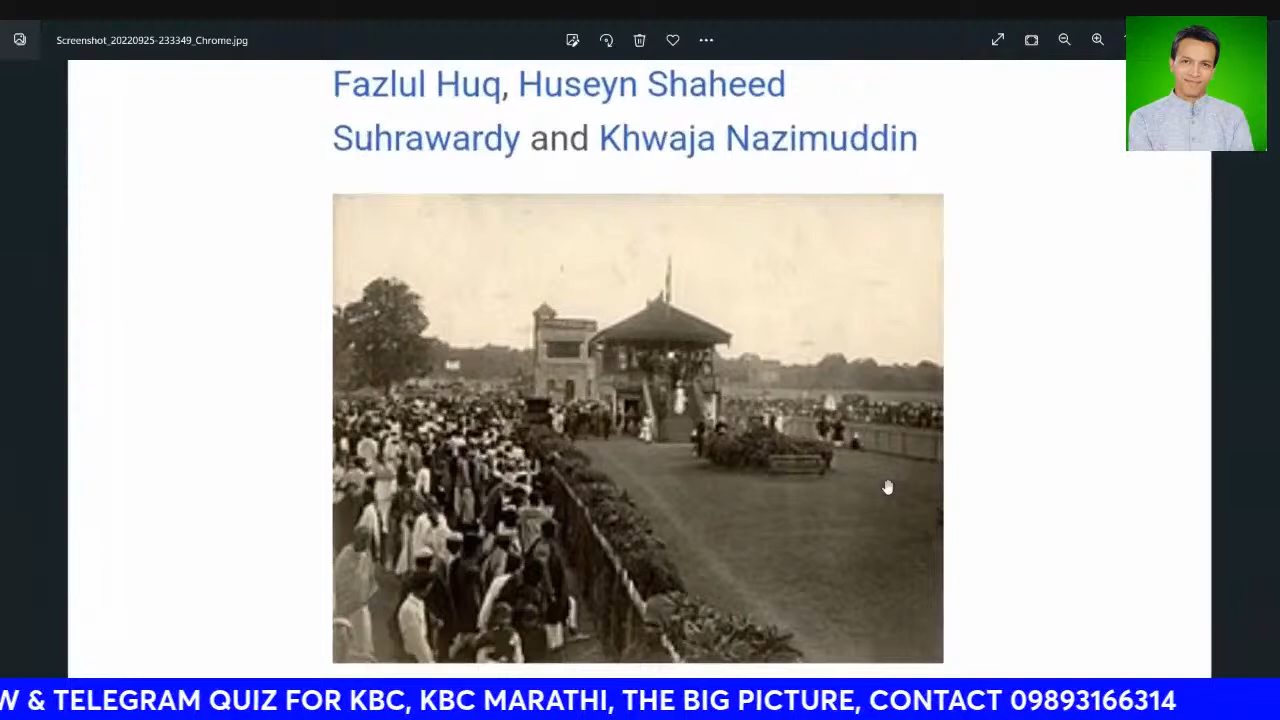 Screenshot_20220925-233349_Chrome.jpg
Fazlul Huq, Huseyn Shaheed
Suhrawardy and Khwaja Nazimuddin
& TELEGRAM QUIZ FOR KBC, KBC MARATHI, THE BIG PICTURE, CONTACT 09893166314